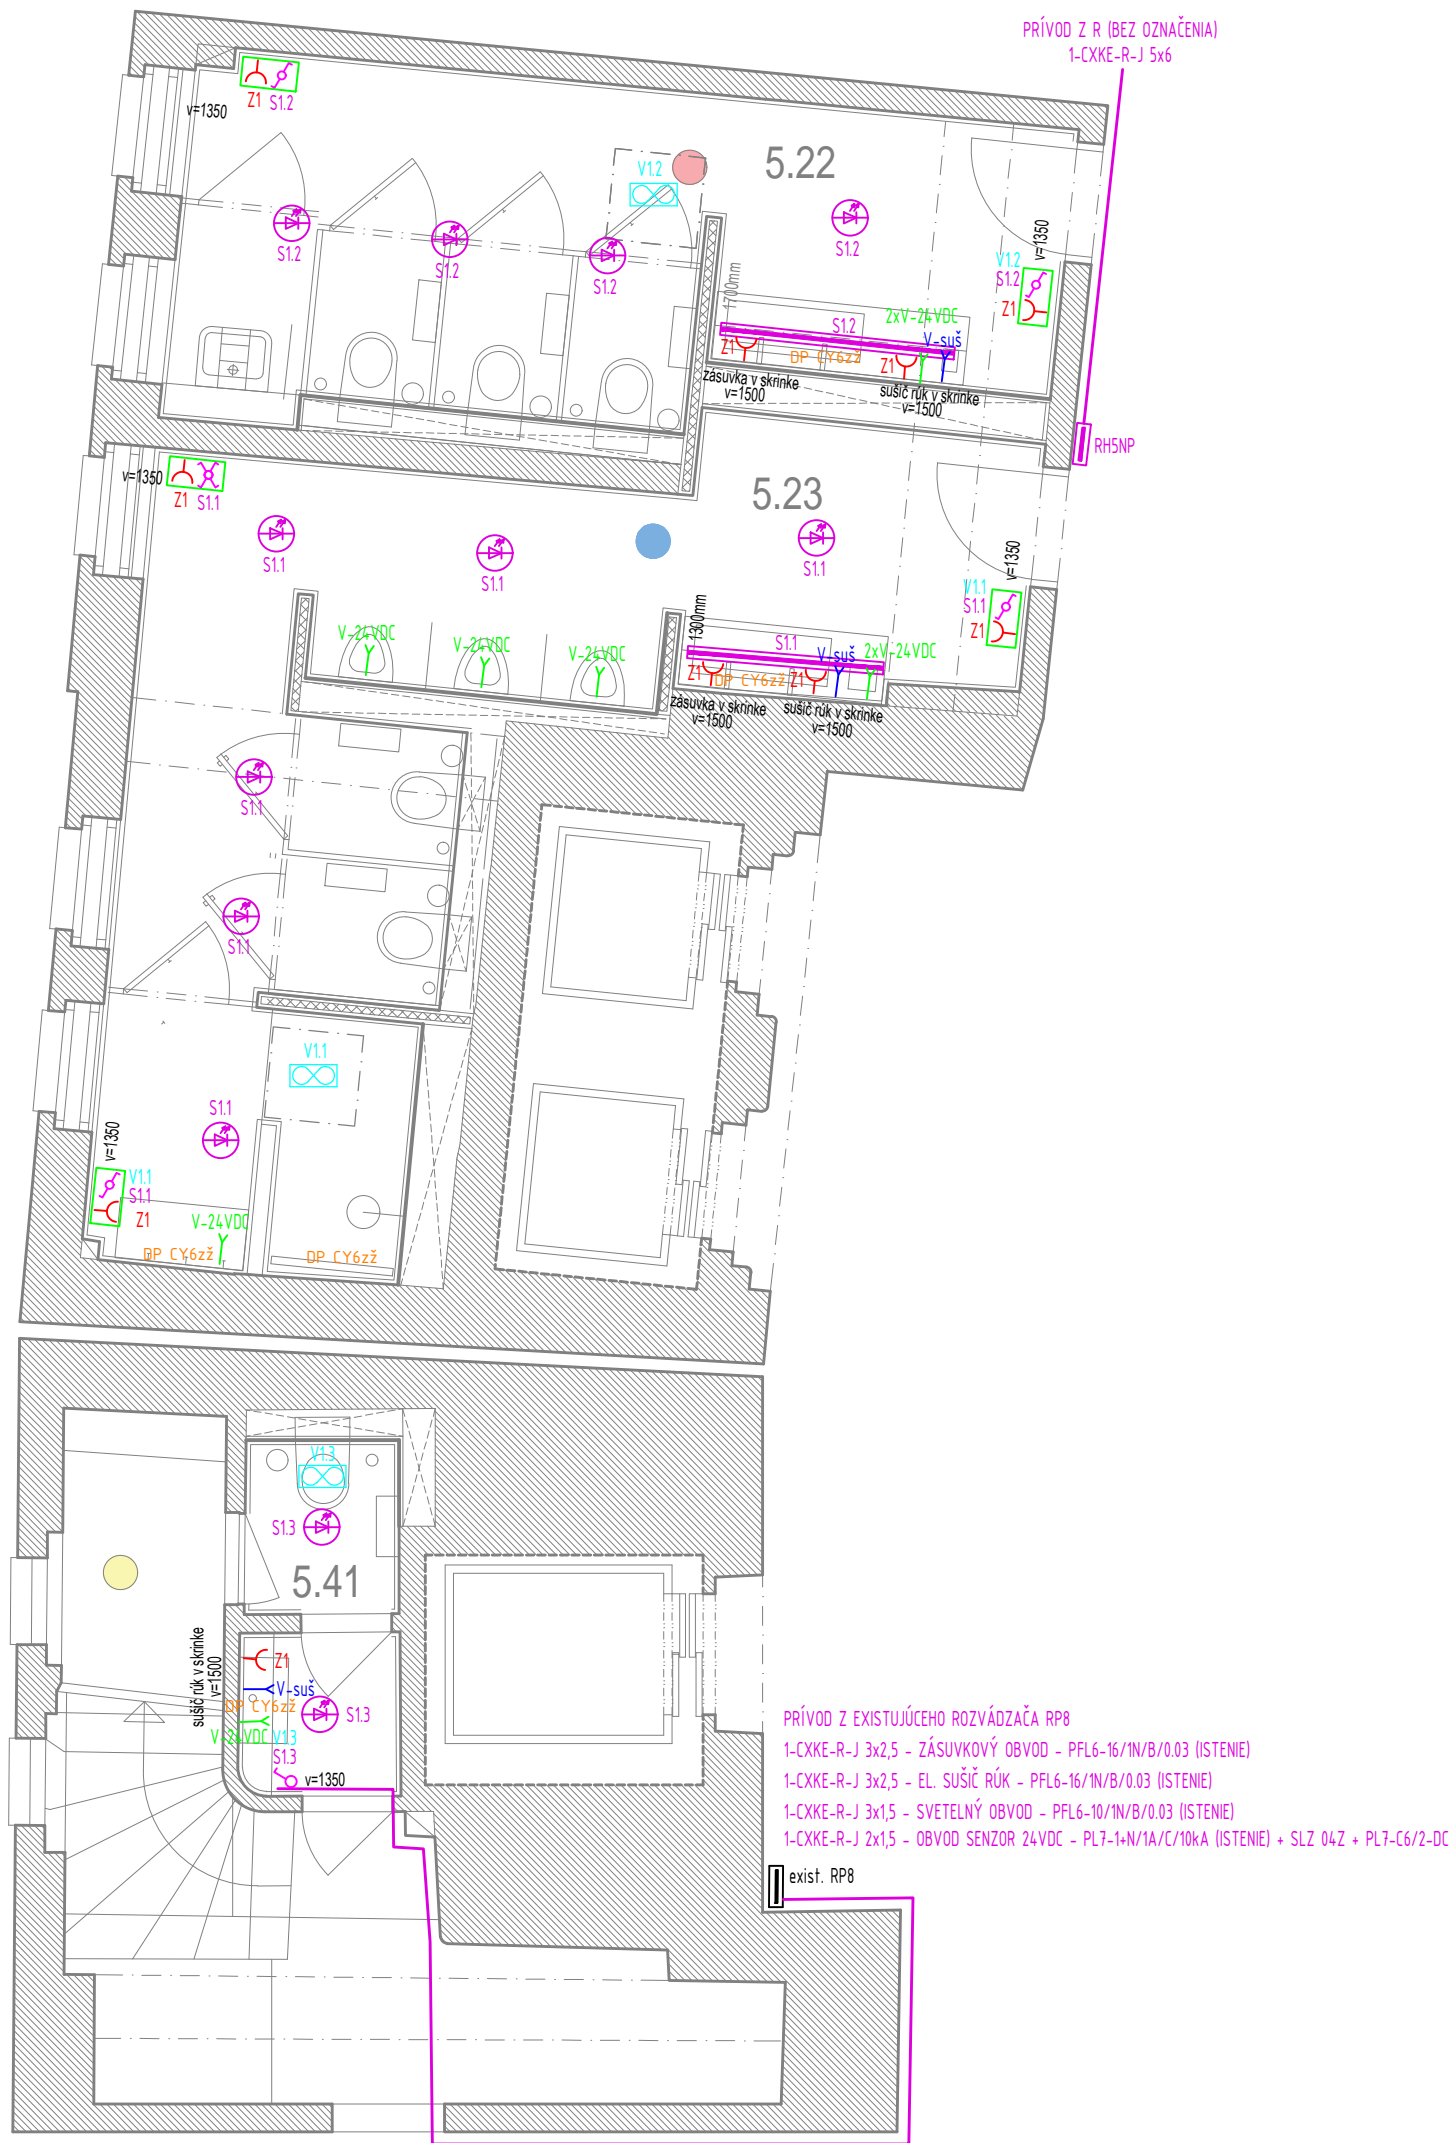 PRÍVOD Z R (BEZ OZNAČENIA)
1-CXKE-R-J 5x6
Z1
S1.2
v=1350
V1.2
5.22
S1.2
S1.2
S1.2
S1.2
v=1350
V1.2
S1.2
Z1
1700mm
S1.2
2xV-24VDC
V-suš
Z1
DP CY6zž
Z1
zásuvka v skrinke
v=1500
sušič rúk v skrinke
v=1500
RH5NP
v=1350
Z1
S1.1
5.23
S1.1
S1.1
S1.1
v=1350
V1.1
S1.1
Z1
1300mm
V-24VDC
V-24VDC
V-24VDC
S1.1
V-suš
2xV-24VDC
Z1
DP CY6zž
Z1
zásuvka v skrinke
v=1500
sušič rúk v skrinke
v=1500
S1.1
S1.1
V1.1
S1.1
v=1350
V1.1
S1.1
Z1
V-24VDC
DP CY6zž
DP CY6zž
V1.3
S1.3
5.41
sušič rúk v skrinke
v=1500
Z1
V-suš
DP CY6zž
S1.3
V-24VDC
V1.3
S1.3
v=1350
PRÍVOD Z EXISTUJÚCEHO ROZVÁDZAČA RP8
1-CXKE-R-J 3x2,5 - ZÁSUVKOVÝ OBVOD - PFL6-16/1N/B/0.03 (ISTENIE)
1-CXKE-R-J 3x2,5 - EL. SUŠIČ RÚK - PFL6-16/1N/B/0.03 (ISTENIE)
1-CXKE-R-J 3x1,5 - SVETELNÝ OBVOD - PFL6-10/1N/B/0.03 (ISTENIE)
1-CXKE-R-J 2x1,5 - OBVOD SENZOR 24VDC - PL7-1+N/1A/C/10kA (ISTENIE) + SLZ 04Z + PL7-C6/2-DC
exist. RP8